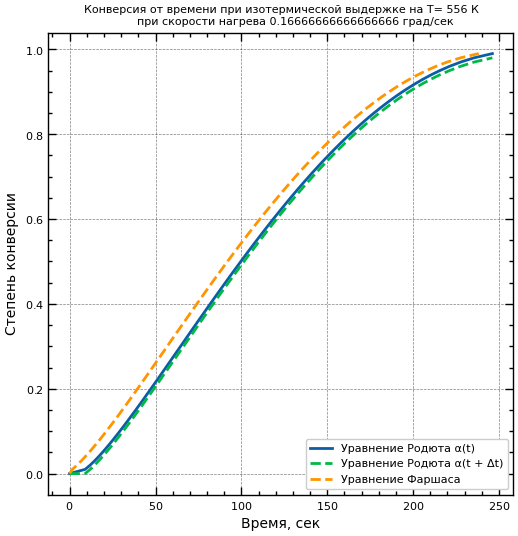 Конверсия от времени при изотермической выдержке на T= 556 К
при скорости нагрева 0.16666666666666666 град/сек
Степень конверсии
1.0
0.8
0.6
0.4
0.2
0.0
0
50
100
150
200
250
Время, сек
Уравнение Родюта α(t)
Уравнение Родюта α(t + Δt)
Уравнение Фаршаса